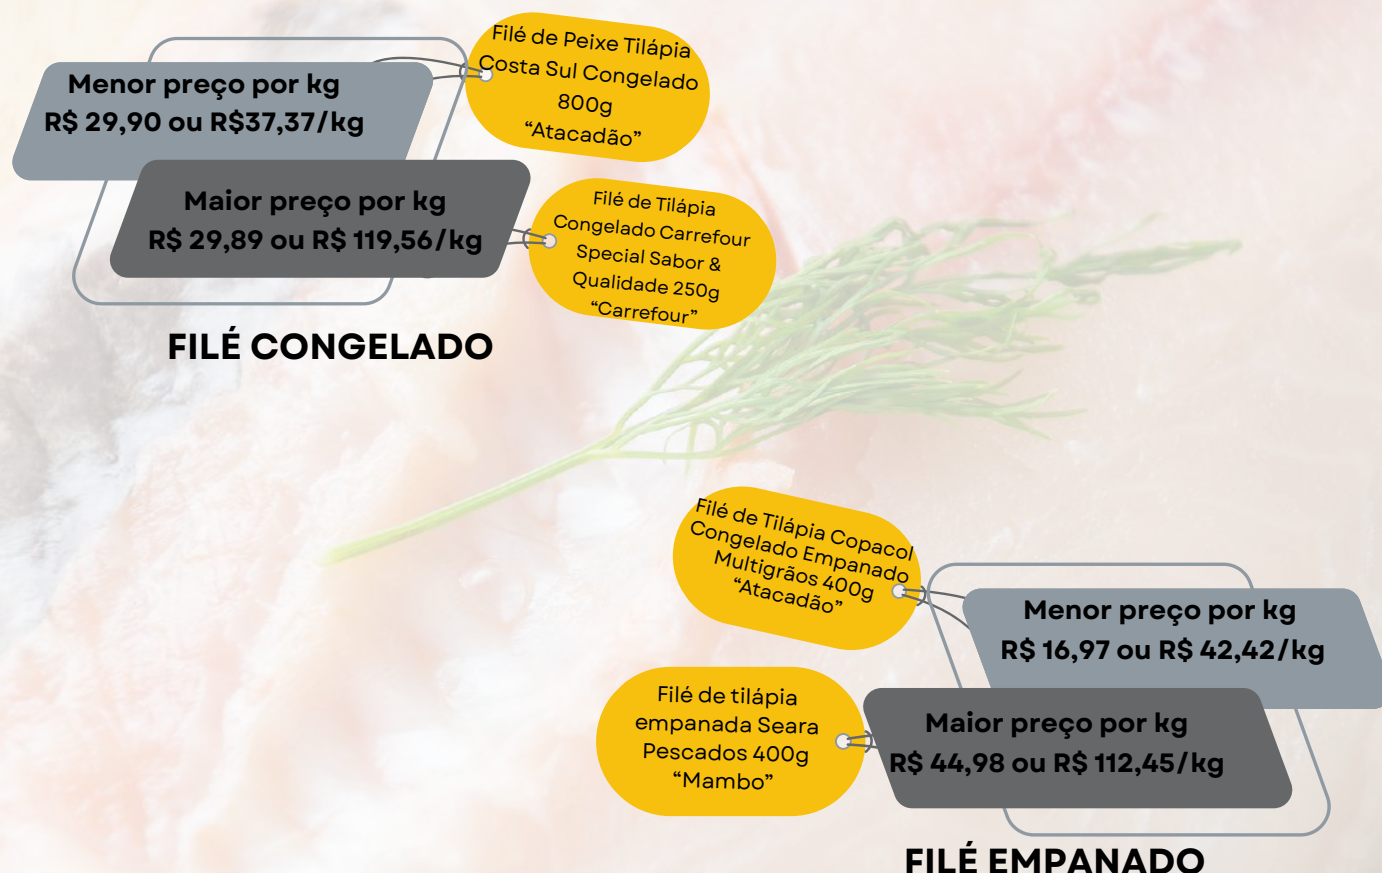 Menor preço por kg
R$ 29,90 ou R$37,37/kg
Filé de Peixe Tilápia
Costa Sul Congelado
800g
“Atacadão”
Maior preço por kg
R$ 29,89 ou R$ 119,56/kg
Filé de Tilápia
Congelado Carrefour
Special Sabor &
Qualidade 250g
“Carrefour”
FILÉ CONGELADO
Filé de Tilápia Copacol
Congelado Empanado
Multigrãos 400g
“Atacadão”
Menor preço por kg
R$ 16,97 ou R$ 42,42/kg
Filé de tilápia
empanada Seara
Pescados 400g
“Mambo”
Maior preço por kg
R$ 44,98 ou R$ 112,45/kg
FILÉ EMPANADO